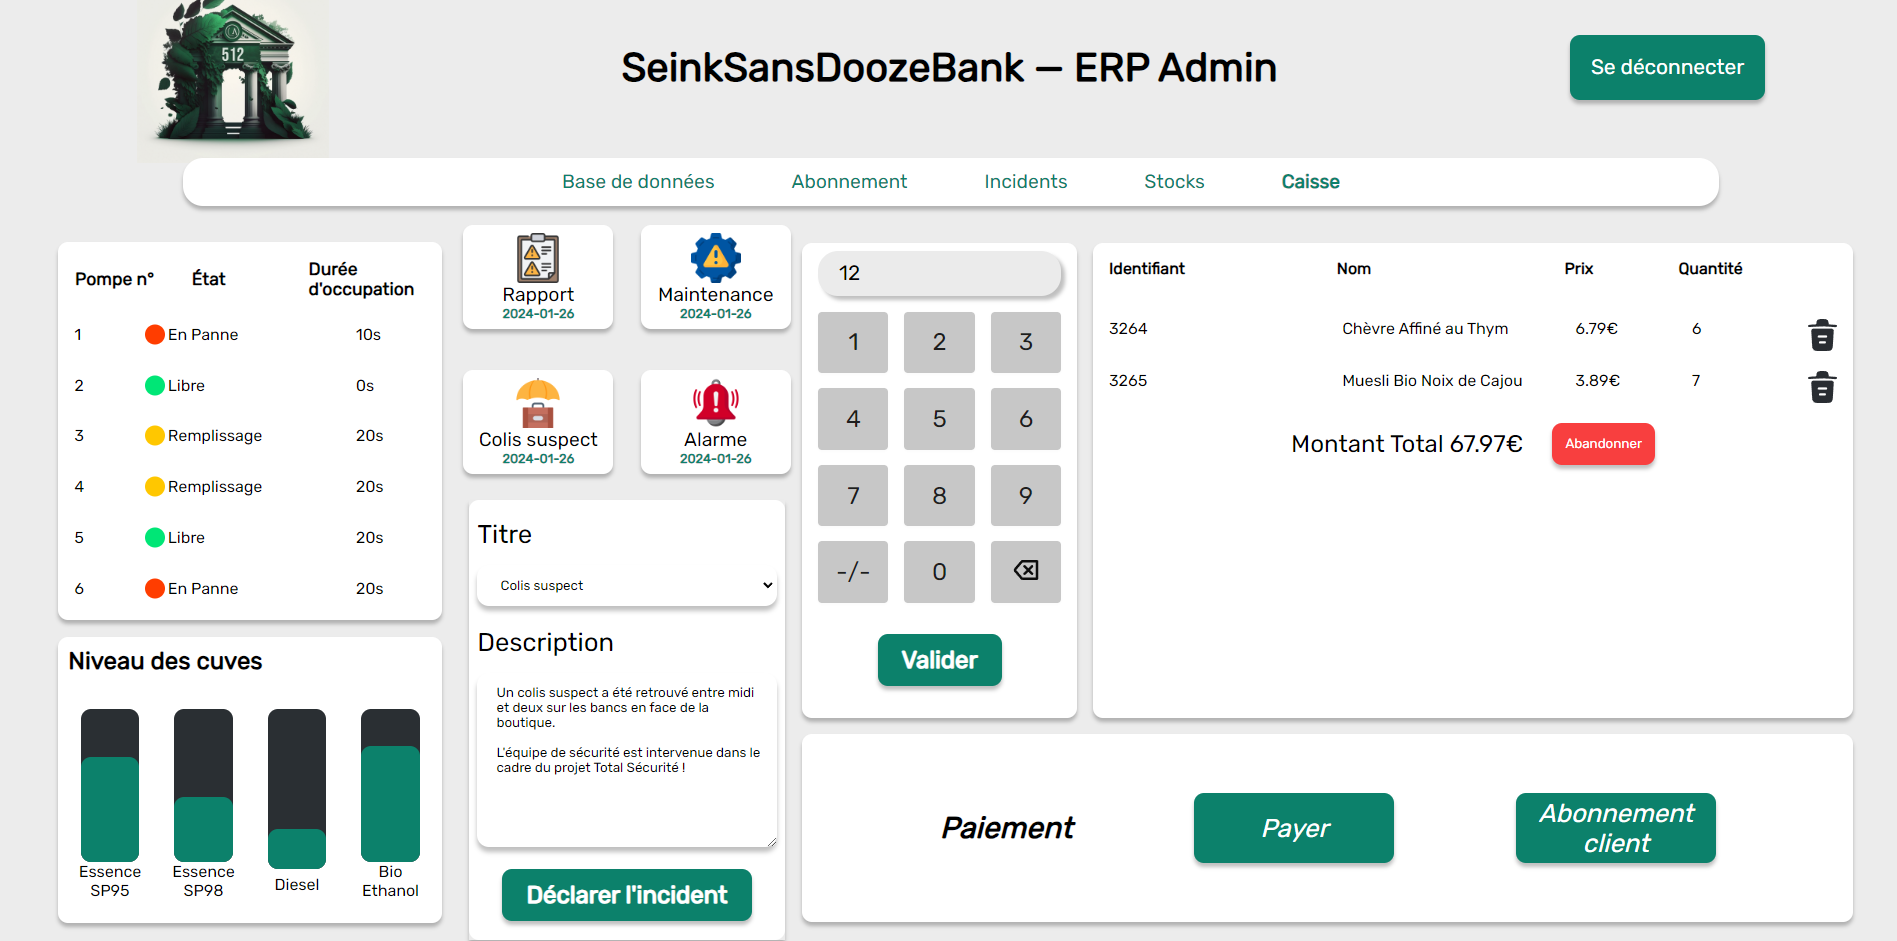 512
SeinkSansDoozeBank — ERP Admin
Se déconnecter
Base de données
Abonnement
Incidents
Stocks
Caisse
Pompe n°
État
Durée
d'occupation
1
En Panne
10s
2
Libre
0s
3
Remplissage
20s
4
Remplissage
20s
5
Libre
20s
6
En Panne
20s
Niveau des cuves
Essence
SP95
Essence
SP98
Diesel
Bio
Ethanol
Rapport
2024-01-26
Maintenance
2024-01-26
Colis suspect
2024-01-26
Alarme
2024-01-26
Titre
Colis suspect
Description
Un colis suspect a été retrouvé entre midi
et deux sur les bancs en face de la
boutique.
L'équipe de sécurité est intervenue dans le
cadre du projet Total Sécurité !
Déclarer l'incident
12
1
2
3
4
5
6
7
8
9
-/-
0
Valider
Identifiant
Nom
Prix
Quantité
3264
Chèvre Affiné au Thym
6.79€
6
3265
Muesli Bio Noix de Cajou
3.89€
7
Montant Total 67.97€
Abandonner
Paiement
Payer
Abonnement
client